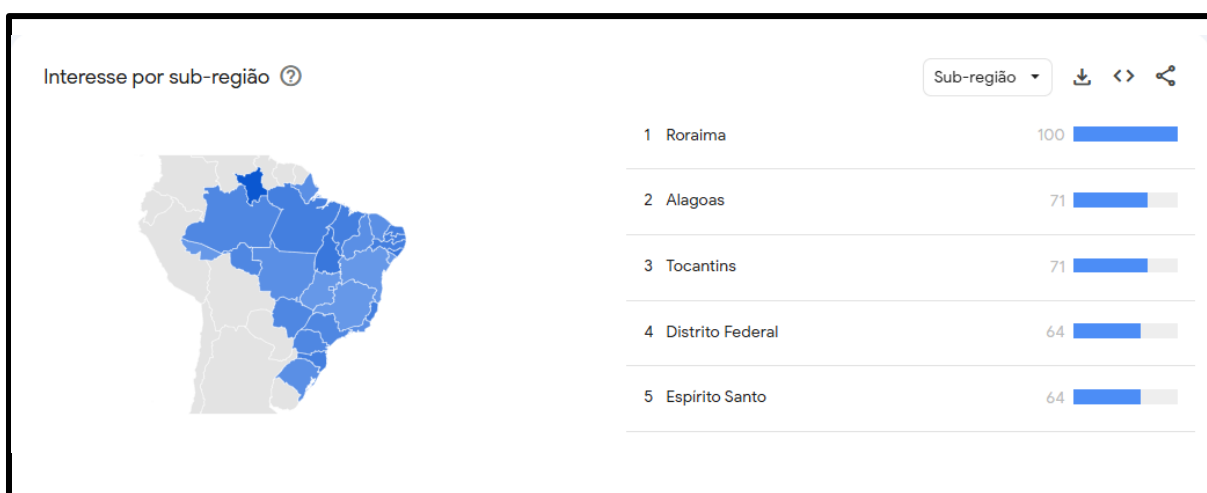 Interesse por sub-região
Sub-região
1 Roraima 100
2 Alagoas 71
3 Tocantins 71
4 Distrito Federal 64
5 Espírito Santo 64